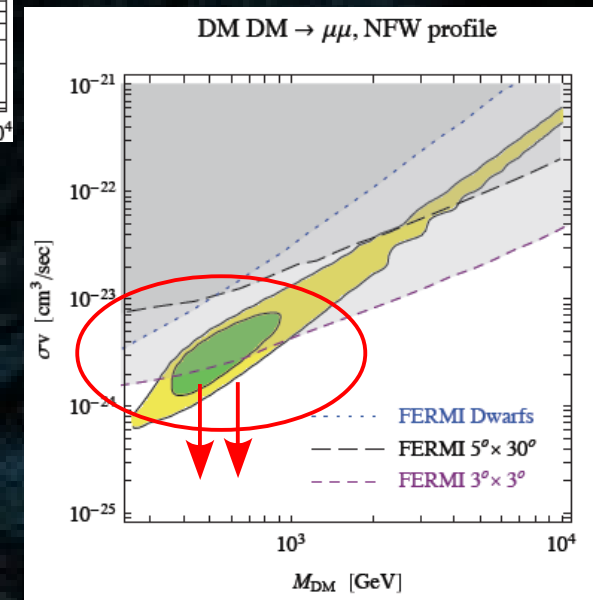 DM DM → μμ, NFW profile
10⁻²¹
10⁻²²
10⁻²³
10⁻²⁴
10⁻²⁵
σv [cm³/sec]
FERMI Dwarfs
FERMI 5° × 30°
FERMI 3° × 3°
10³
10⁴
M_DM [GeV]